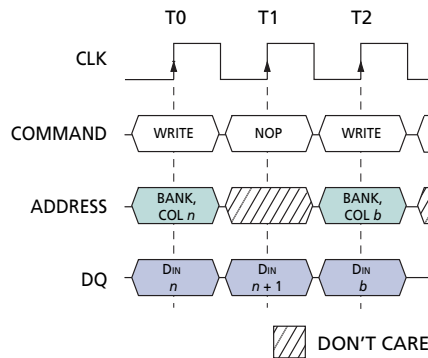 T0 T1 T2
CLK
COMMAND WRITE NOP WRITE
BANK, BANK,
ADDRESS
COL n COL b
DIN DIN DIN
DQ
n n + 1 b
DON'T CARE